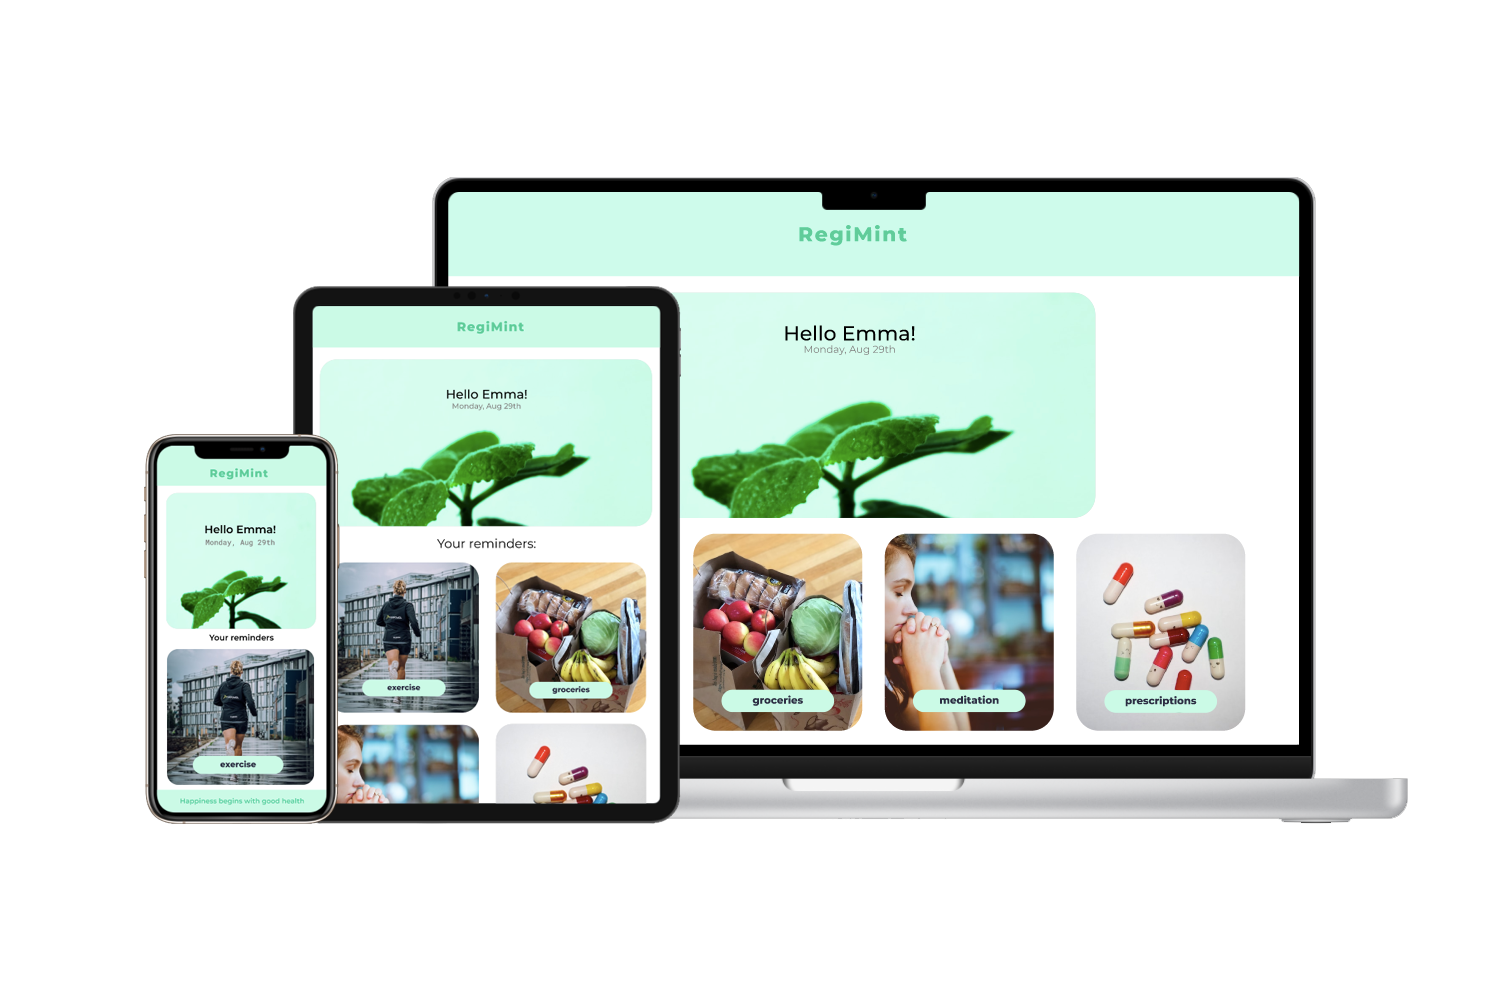 RegiMint
Hello Emma!
Monday, Aug 29th
groceries
meditation
prescriptions
RegiMint
Hello Emma!
Monday, Aug 29th
Your reminders:
exercise
groceries
RegiMint
Hello Emma!
Monday, Aug 29th
Your reminders
exercise
Happiness begins with good health